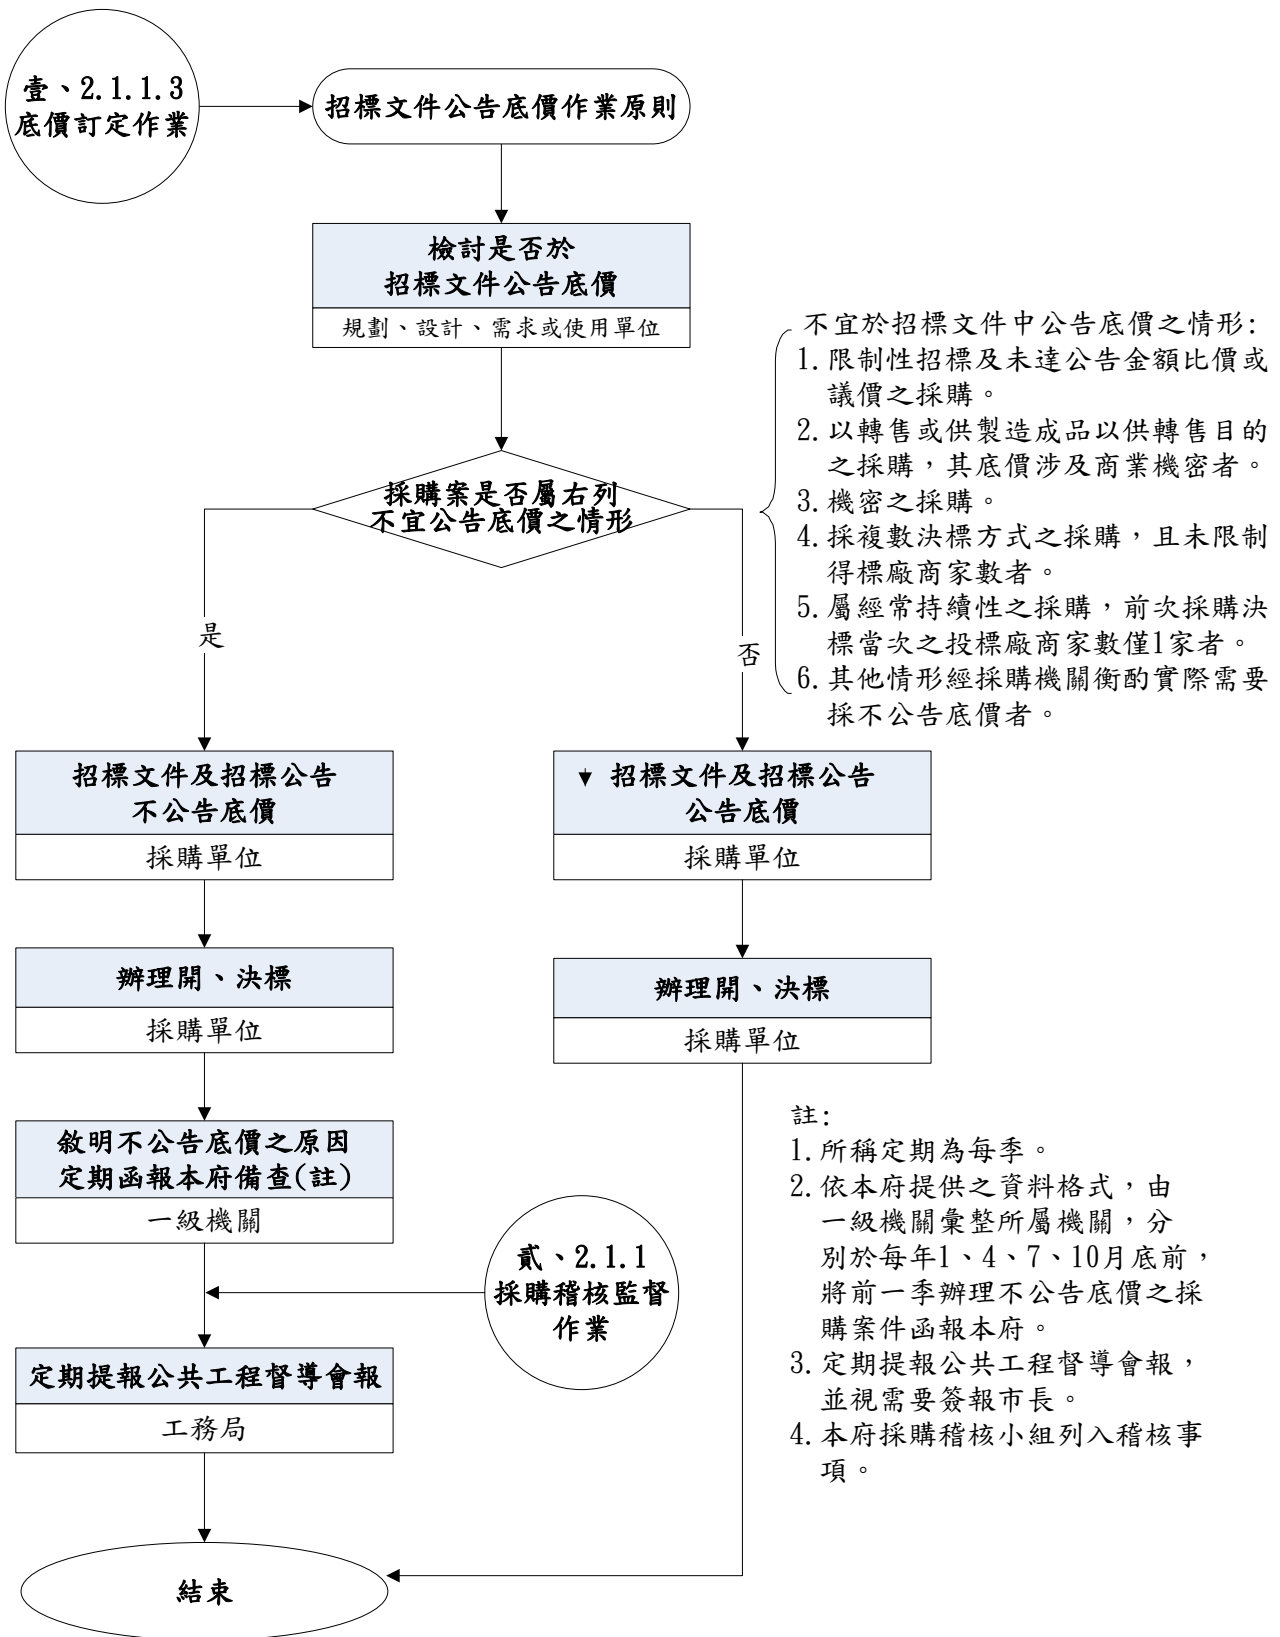 壹、2.1.1.3
底價訂定作業
招標文件公告底價作業原則
檢討是否於
招標文件公告底價
規劃、設計、需求或使用單位
採購案是否屬右列
不宜公告底價之情形
不宜於招標文件中公告底價之情形:
1.限制性招標及未達公告金額比價或
議價之採購。
2.以轉售或供製造成品以供轉售目的
之採購，其底價涉及商業機密者。
3.機密之採購。
4.採複數決標方式之採購，且未限制
得標廠商家數者。
5.屬經常持續性之採購，前次採購決
標當次之投標廠商家數僅1家者。
6.其他情形經採購機關衡酌實際需要
採不公告底價者。
是
否
招標文件及招標公告
不公告底價
採購單位
招標文件及招標公告
公告底價
採購單位
辦理開、決標
採購單位
辦理開、決標
採購單位
敘明不公告底價之原因
定期函報本府備查(註)
一級機關
貳、2.1.1
採購稽核監督
作業
定期提報公共工程督導會報
工務局
結束
註:
1.所稱定期為每季。
2.依本府提供之資料格式，由
一級機關彙整所屬機關，分
別於每年1、4、7、10月底前，
將前一季辦理不公告底價之採
購案件函報本府。
3.定期提報公共工程督導會報，
並視需要簽報市長。
4.本府採購稽核小組列入稽核事
項。